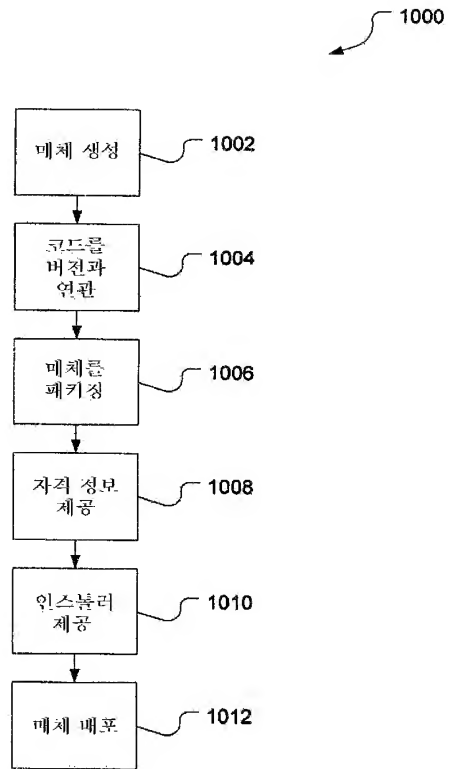 1000
매체 생성
1002
코드를
버전과
연관
1004
매체를
패키징
1006
자격 정보
제공
1008
인스톨러
제공
1010
매체 배포
1012